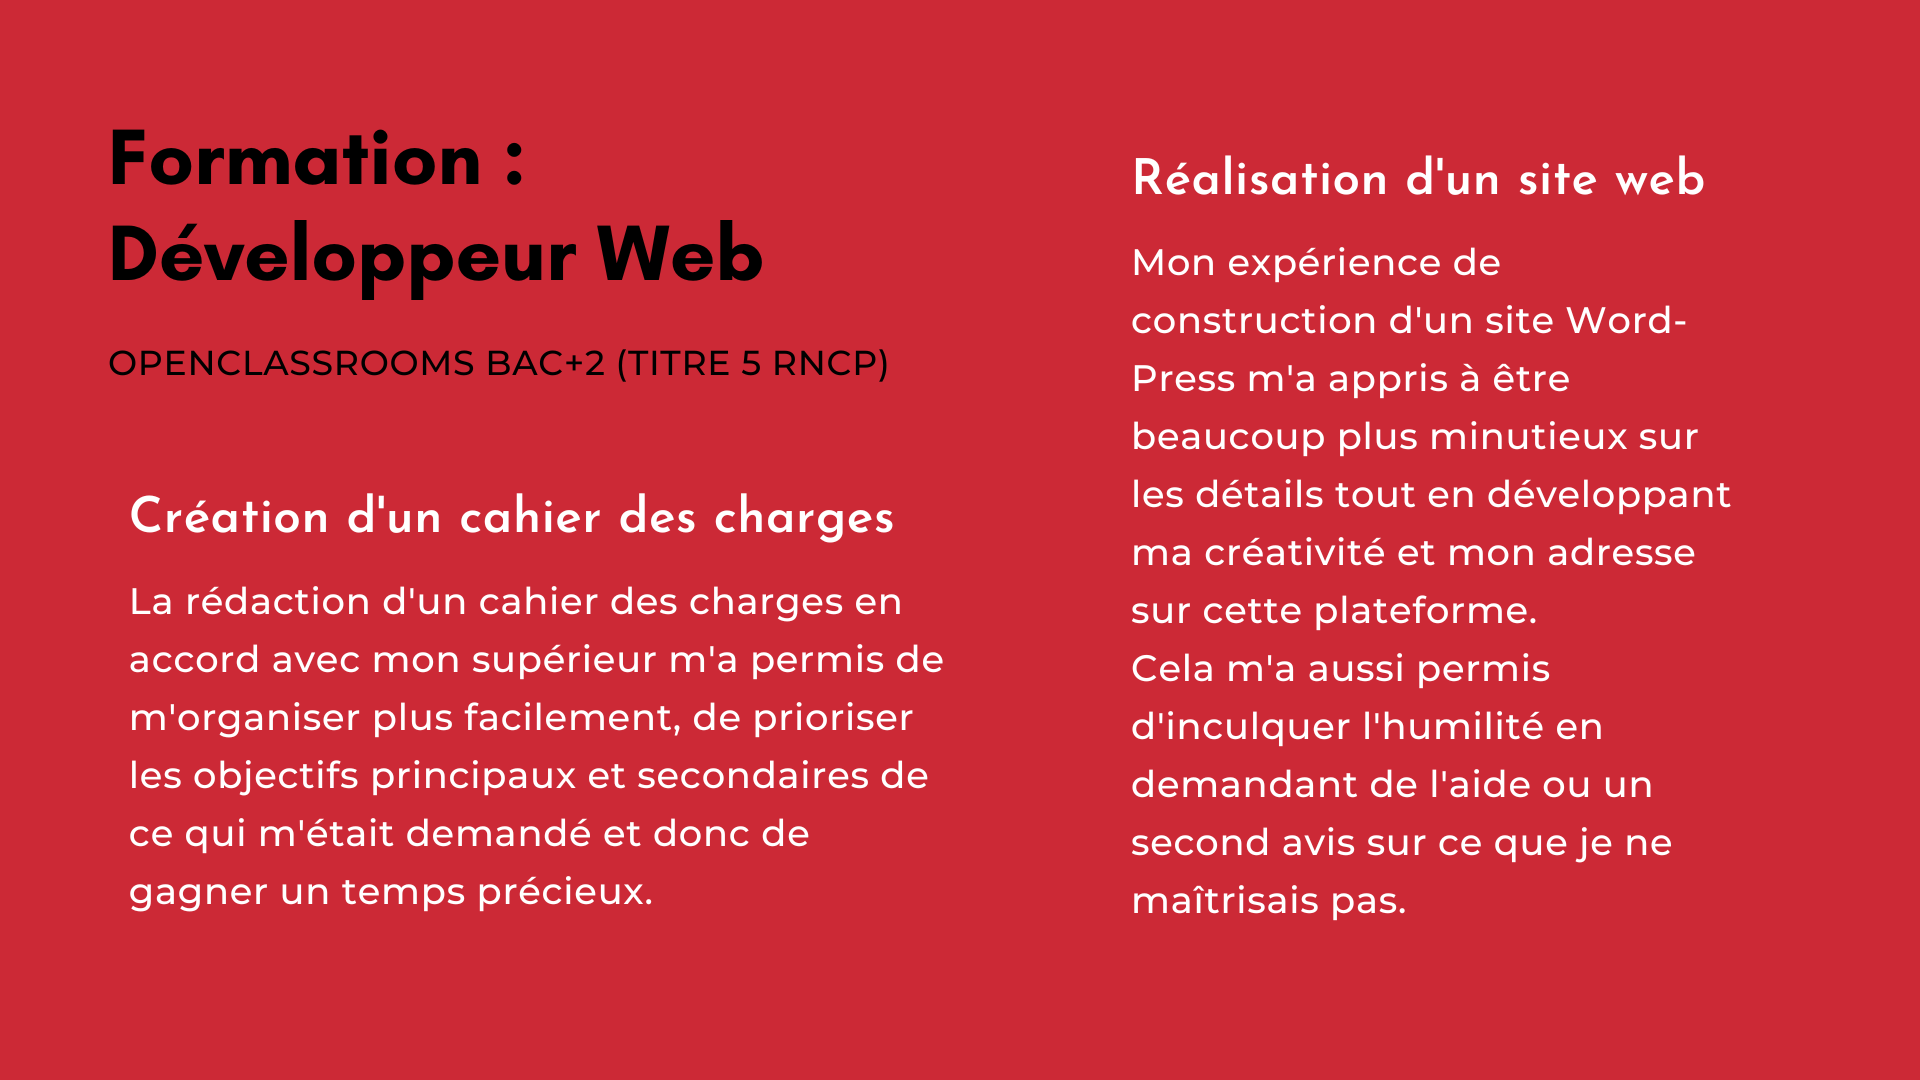 Formation :
Développeur Web
OPENCLASSROOMS BAC+2 (TITRE 5 RNCP)
Création d'un cahier des charges
La rédaction d'un cahier des charges en
accord avec mon supérieur m'a permis de
m'organiser plus facilement, de prioriser
les objectifs principaux et secondaires de
ce qui m'était demandé et donc de
gagner un temps précieux.
Réalisation d'un site web
Mon expérience de
construction d'un site Word-
Press m'a appris à être
beaucoup plus minutieux sur
les détails tout en développant
ma créativité et mon adresse
sur cette plateforme.
Cela m'a aussi permis
d'inculquer l'humilité en
demandant de l'aide ou un
second avis sur ce que je ne
maîtrisais pas.